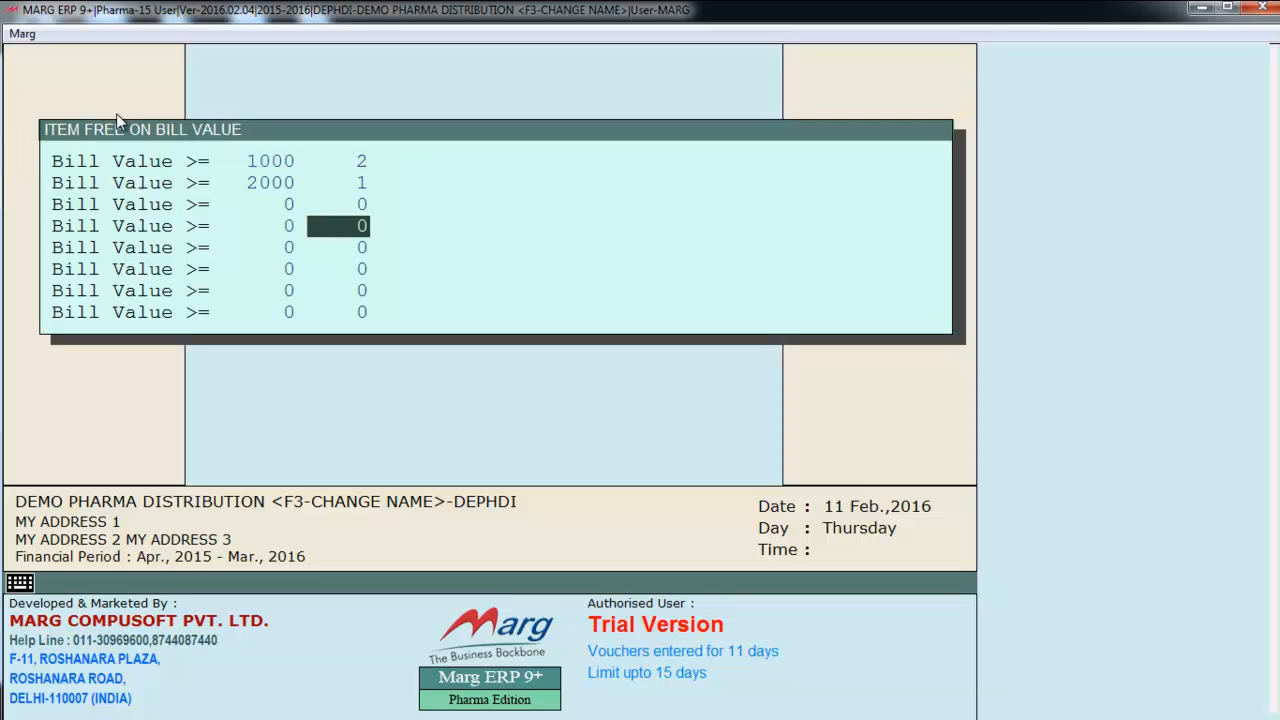 MARG ERP 9+|Pharma-15 User|Ver-2016.02.04|2015-2016|DEPHDI-DEMO PHARMA DISTRIBUTION <F3-CHANGE NAME>|User-MARG
Marg
ITEM FREE ON BILL VALUE
Bill Value >= 1000 2
Bill Value >= 2000 1
Bill Value >= 0 0
Bill Value >= 0 0
Bill Value >= 0 0
Bill Value >= 0 0
Bill Value >= 0 0
Bill Value >= 0 0
DEMO PHARMA DISTRIBUTION <F3-CHANGE NAME>-DEPHDI
MY ADDRESS 1
MY ADDRESS 2 MY ADDRESS 3
Financial Period : Apr., 2015 - Mar., 2016
Date : 11 Feb.,2016
Day : Thursday
Time :
Developed & Marketed By :
MARG COMPUSOFT PVT. LTD.
Help Line : 011-30969600,8744087440
F-11, ROSHANARA PLAZA,
ROSHANARA ROAD,
DELHI-110007 (INDIA)
Marg
The Business Backbone
Marg ERP 9+
Pharma Edition
Authorised User :
Trial Version
Vouchers entered for 11 days
Limit upto 15 days